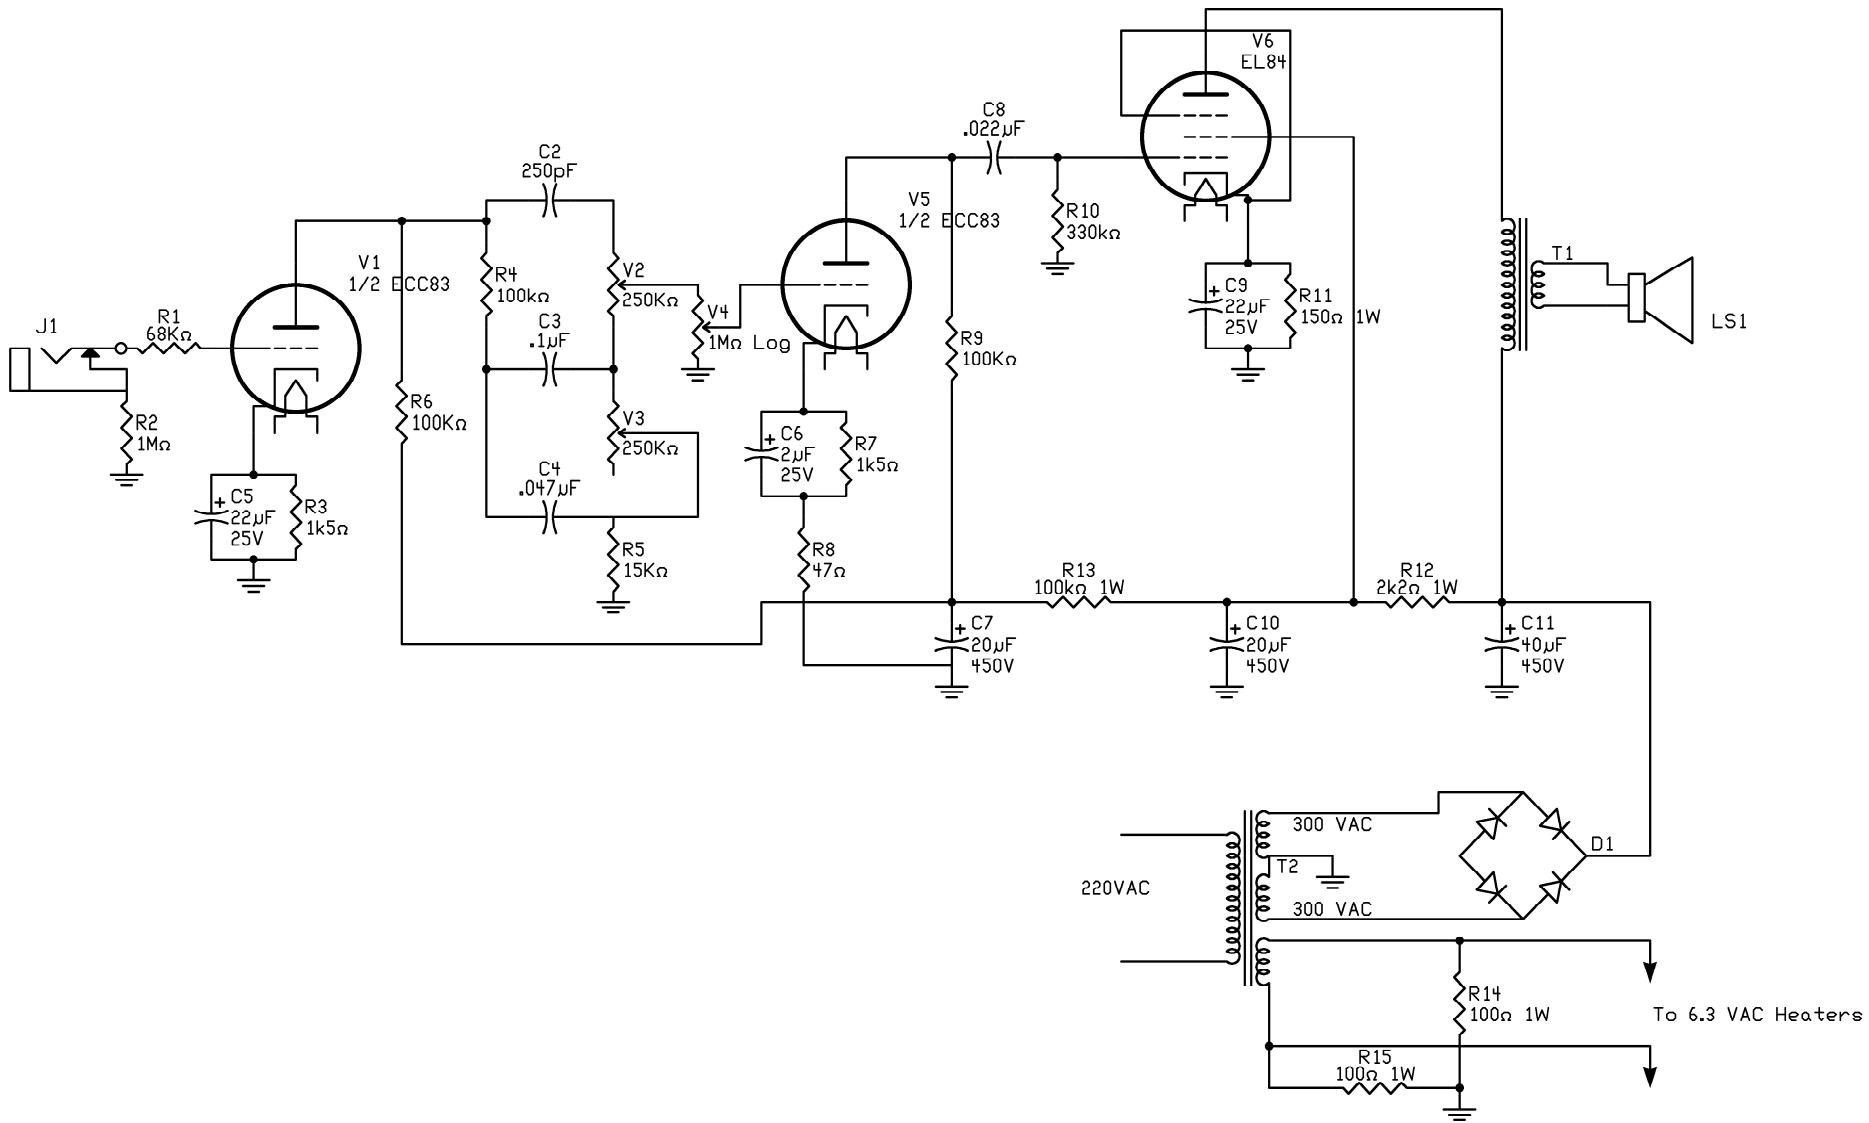 V6
EL84
C8
.022µF
C2
250pF
V5
1/2 ECC83
R10
330kΩ
V1
1/2 ECC83
R4
100kΩ
V2
250KΩ
V4
1MΩ Log
C9
22µF
25V
R11
150Ω 1W
T1
LS1
J1
R1
68KΩ
C3
.1µF
R9
100KΩ
R2
1MΩ
R6
100KΩ
V3
250KΩ
C6
2µF
25V
R7
1k5Ω
C4
.047µF
C5
22µF
25V
R3
1k5Ω
R5
15KΩ
R8
47Ω
R13
100kΩ 1W
R12
2k2Ω 1W
C7
20µF
450V
C10
20µF
450V
C11
40µF
450V
300 VAC
D1
T2
220VAC
300 VAC
R14
100Ω 1W
To 6.3 VAC Heaters
R15
100Ω 1W